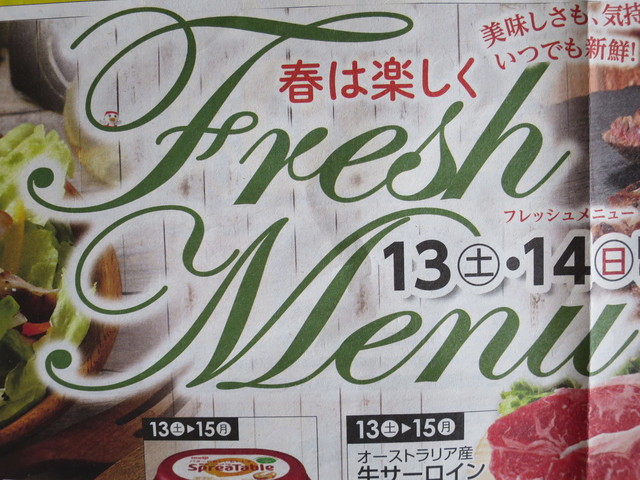 美味しさも、気持
いつでも新鮮!
春は楽しく
Fresh
フレッシュメニュー
Menu
13土・14日
13土▶15月
13土▶15月
SpreaTable
オーストラリア産
牛サーロイン